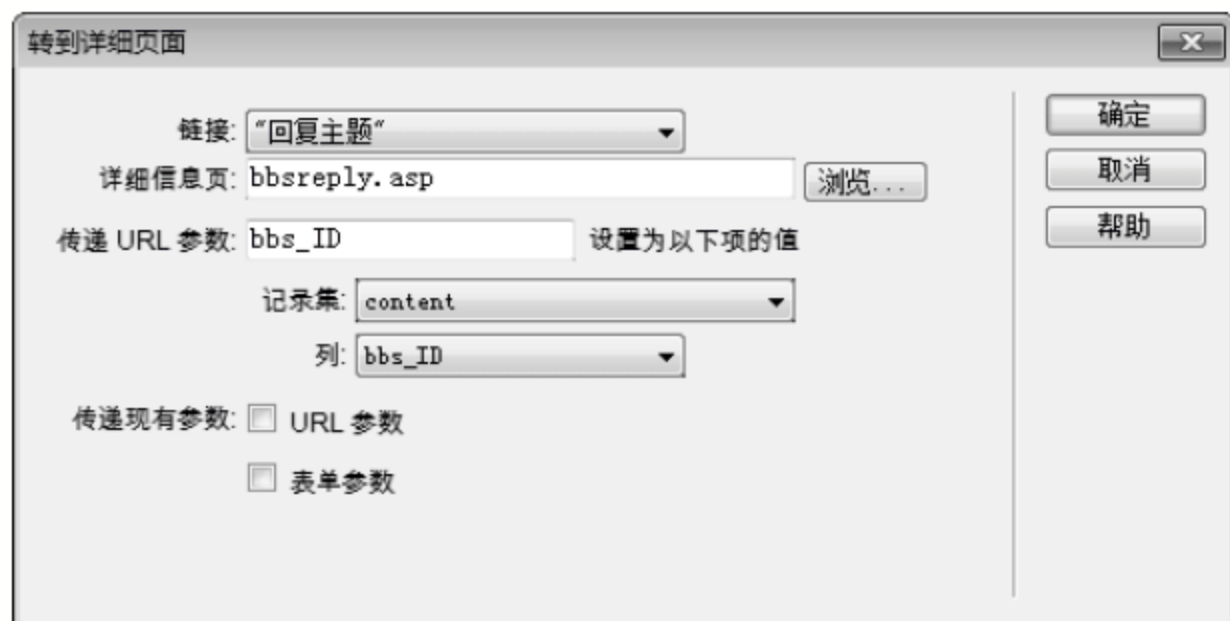 转到详细页面
链接: "回复主题" 确定
详细信息页: bbsreply.asp 浏览... 取消
传递 URL 参数: bbs_ID 设置为以下项的值 帮助
记录集: content
列: bbs_ID
传递现有参数: URL 参数
表单参数